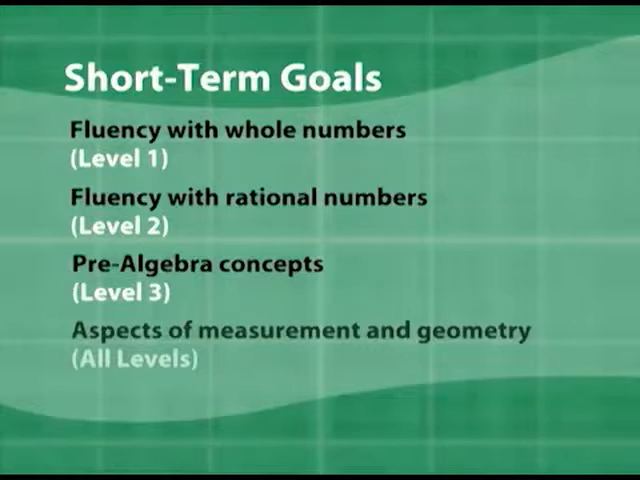 Short-Term Goals
Fluency with whole numbers
(Level 1)
Fluency with rational numbers
(Level 2)
Pre-Algebra concepts
(Level 3)
Aspects of measurement and geometry
(All Levels)